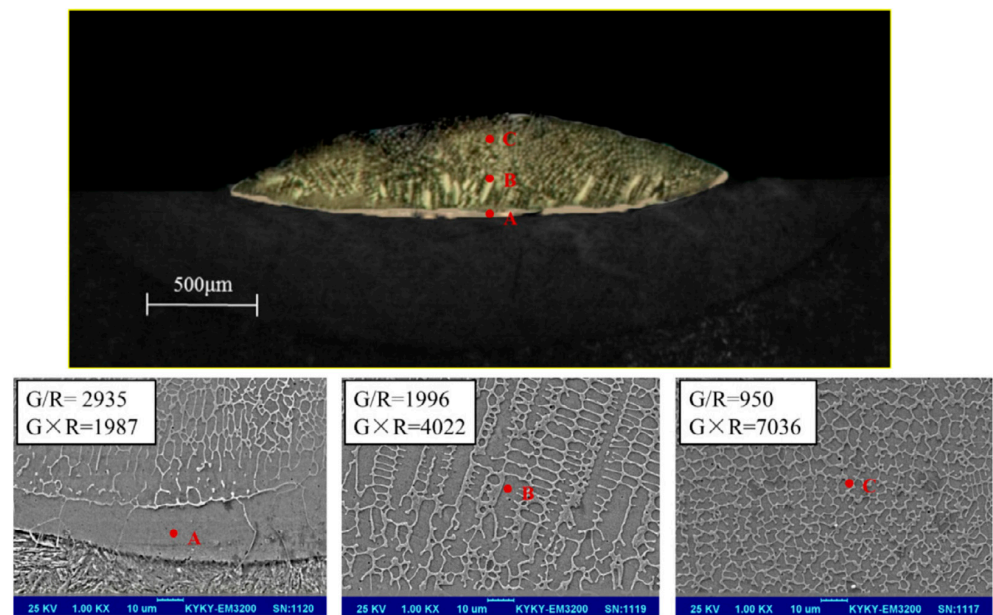 C
B
A
500μm
G/R= 2935
G×R=1987
A
25 KV 1.00 KX 10 um KYKY-EM3200 SN:1120
G/R=1996
G×R=4022
B
25 KV 1.00 KX 10 um KYKY-EM3200 SN:1119
G/R=950
G×R=7036
C
25 KV 1.00 KX 10 um KYKY-EM3200 SN:1117